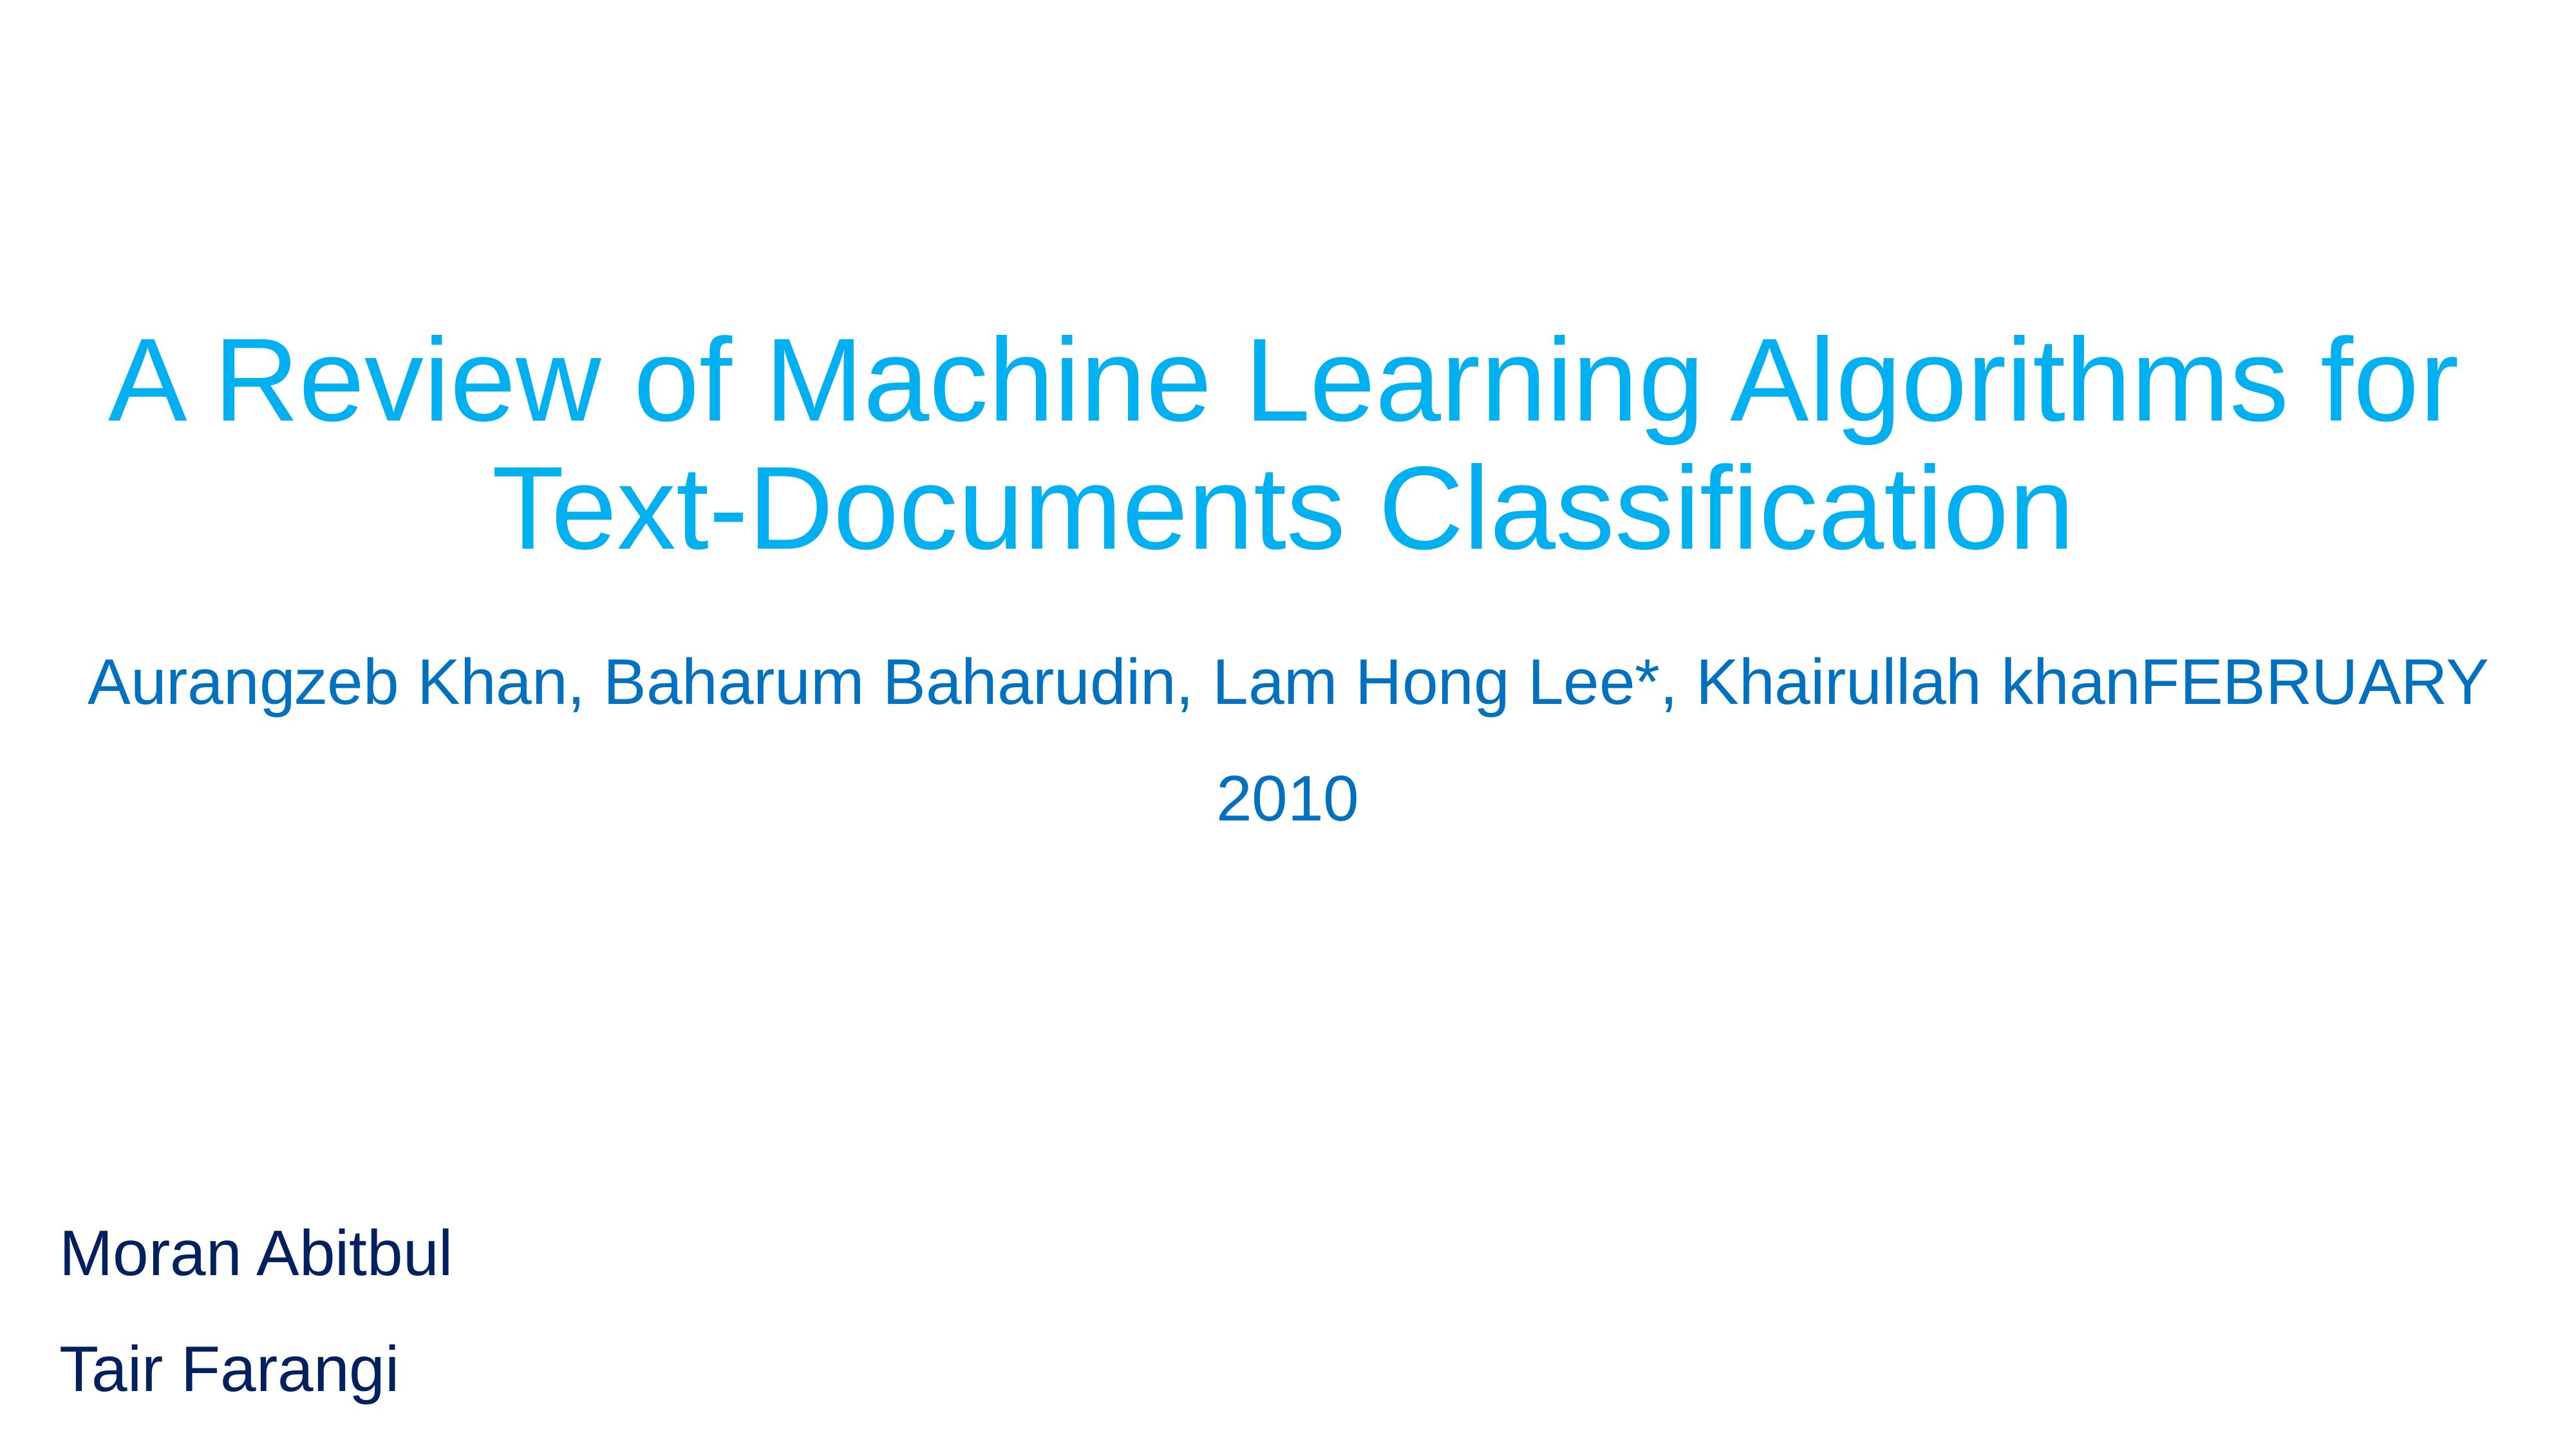 A Review of Machine Learning Algorithms for
Text-Documents Classification
Aurangzeb Khan, Baharum Baharudin, Lam Hong Lee*, Khairullah khanFEBRUARY
2010
Moran Abitbul
Tair Farangi